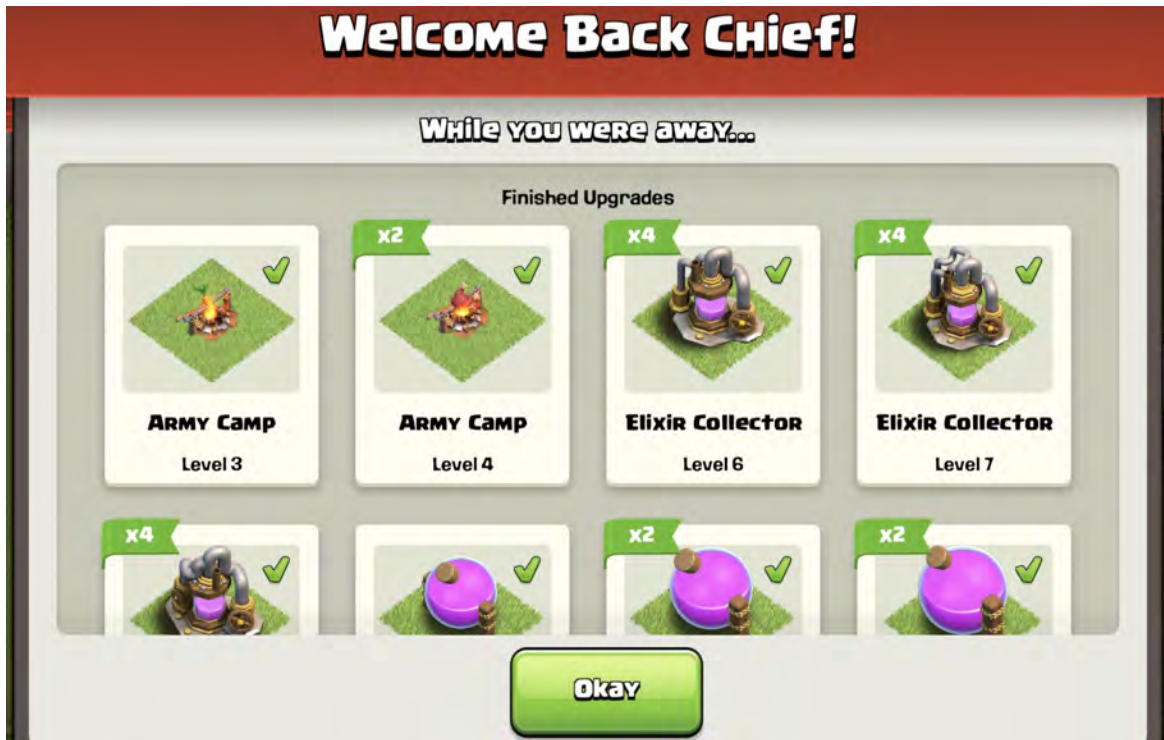 Welcome Back Chief!
While you were away...
Finished Upgrades
x2
x4
x4
Army Camp
Army Camp
Elixir Collector
Elixir Collector
Level 3
Level 4
Level 6
Level 7
x4
x2
x2
Okay